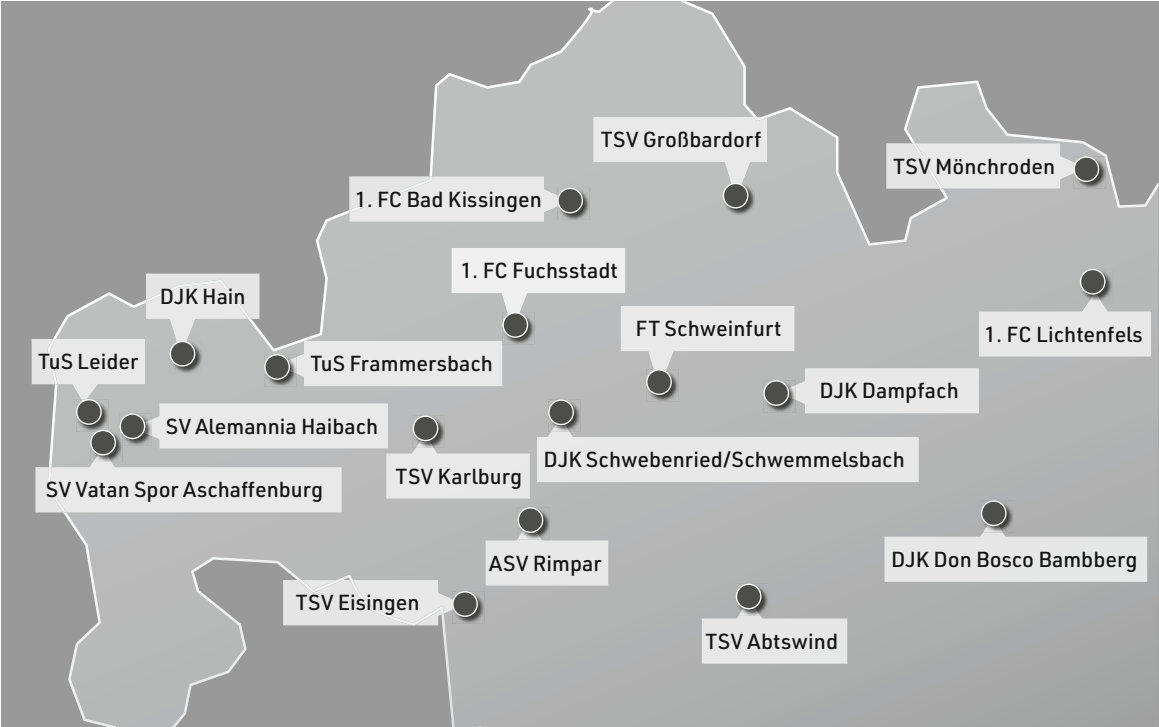 TSV Großbardorf
TSV Mönchroden
1. FC Bad Kissingen
1. FC Fuchsstadt
DJK Hain
FT Schweinfurt
1. FC Lichtenfels
TuS Leider
TuS Frammersbach
DJK Dampfach
SV Alemannia Haibach
DJK Schwebenried/Schwemmelsbach
TSV Karlburg
SV Vatan Spor Aschaffenburg
DJK Don Bosco Bambberg
ASV Rimpar
TSV Eisingen
TSV Abtswind